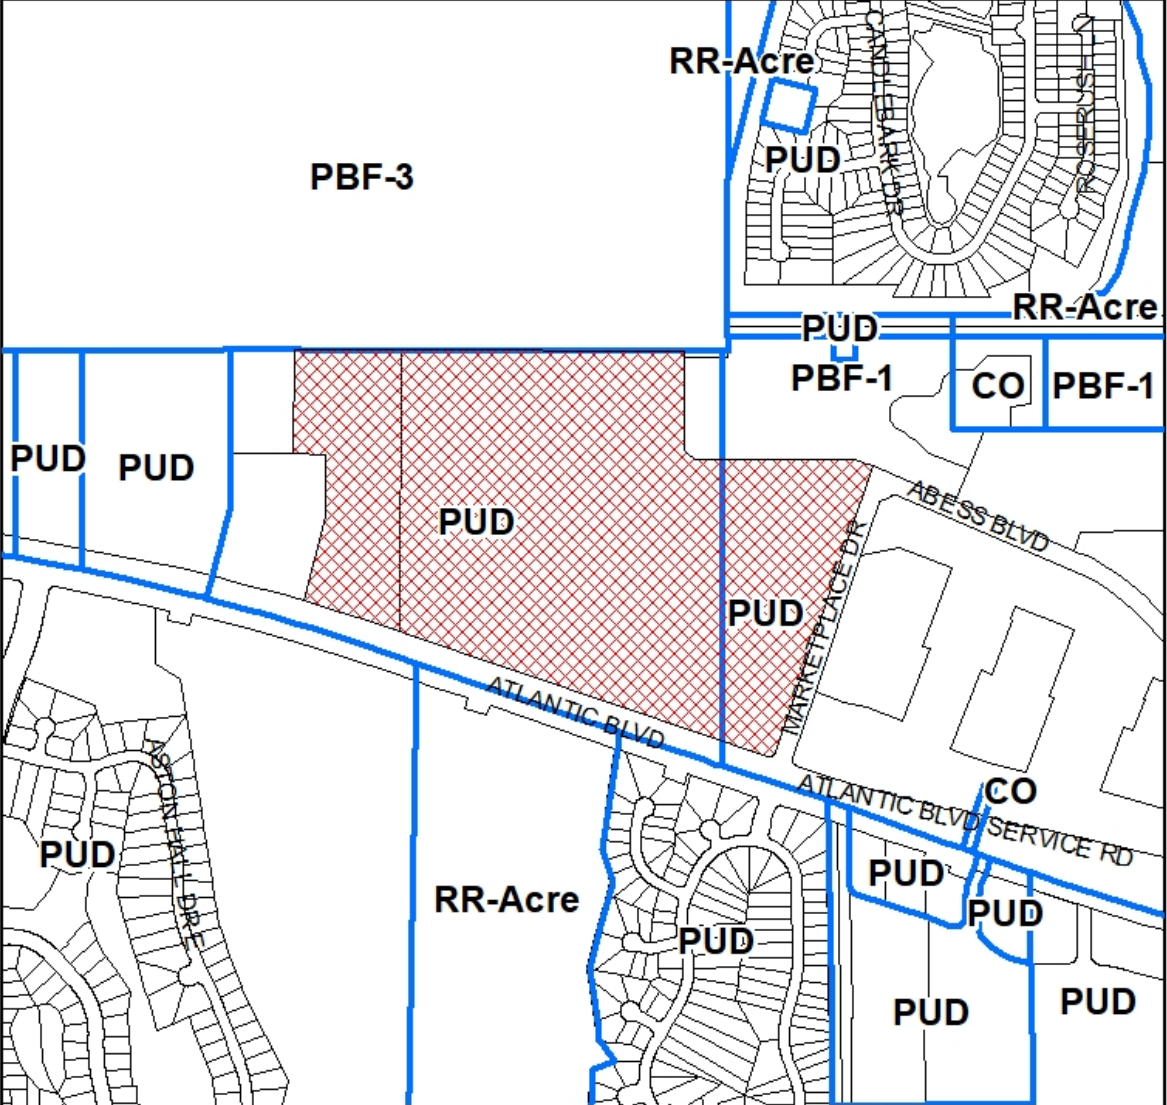 RR-Acre
CANDLEBARK DR
ROSERUSH LN
PUD
PBF-3
RR-Acre
PUD
PBF-1
CO
PBF-1
PUD
PUD
PUD
ABESS BLVD
MARKETPLACE DR
PUD
ATLANTIC BLVD
ASTON HALL DR E
ATLANTIC BLVD SERVICE RD
CO
PUD
PUD
RR-Acre
PUD
PUD
PUD
PUD